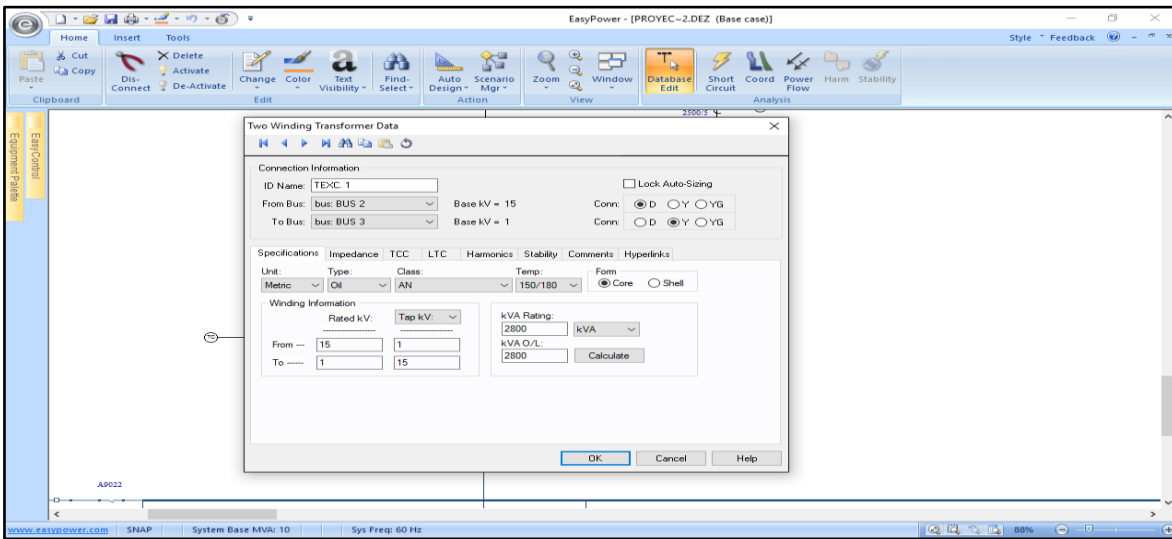 EasyPower - [PROYEC~2.DEZ (Base case)]
Home Insert Tools Style Feedback
Cut
Copy
Paste
Clipboard
Dis-
Connect
Delete
Activate
De-Activate
Change
Color
Text
Visibility
Find-
Select
Edit
Auto
Design
Scenario
Mgr
Action
Zoom
Window
View
Database
Edit
Short
Circuit
Coord
Power
Flow
Harm
Stability
Analysis
EasyControl
Equipment Palette
2500/5
Two Winding Transformer Data
Connection Information
ID Name: TEXC. 1 Lock Auto-Sizing
From Bus: bus: BUS 2 Base kV = 15 Conn: D Y YG
To Bus: bus: BUS 3 Base kV = 1 Conn: D Y YG
Specifications Impedance TCC LTC Harmonics Stability Comments Hyperlinks
Unit: Type: Class: Temp: Form
Metric Oil AN 150/180 Core Shell
Winding Information
Rated kV: Tap kV:
From --- 15 1
To ------ 1 15
kVA Rating:
2800 kVA
kVA O/L:
2800 Calculate
OK Cancel Help
A9022
www.easypower.com SNAP System Base MVA: 10 Sys Freq: 60 Hz 88%